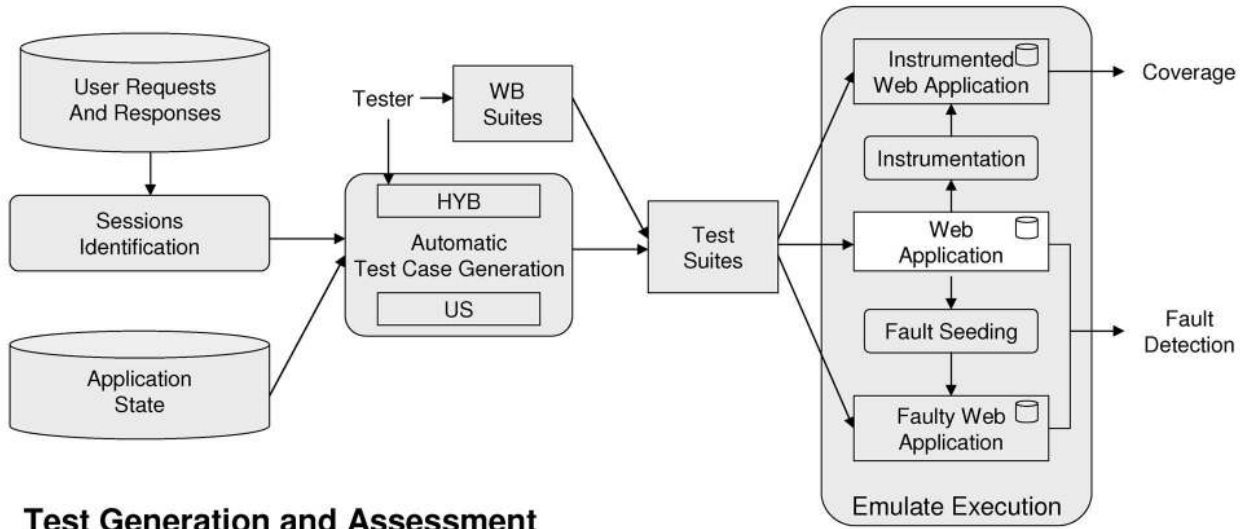 User Requests
And Responses
Sessions
Identification
Application
State
Tester
WB
Suites
HYB
Automatic
Test Case Generation
US
Test
Suites
Instrumented
Web Application
Instrumentation
Web
Application
Fault Seeding
Faulty Web
Application
Emulate Execution
Coverage
Fault
Detection
Test Generation and Assessment